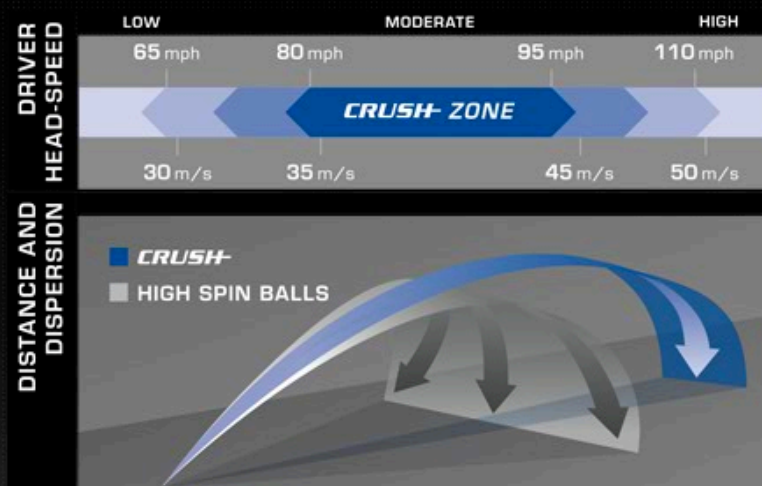 LOW MODERATE HIGH
DRIVER
HEAD-SPEED
65 mph 80 mph 95 mph 110 mph
CRUSH ZONE
30 m/s 35 m/s 45 m/s 50 m/s
DISTANCE AND
DISPERSION
CRUSH
HIGH SPIN BALLS